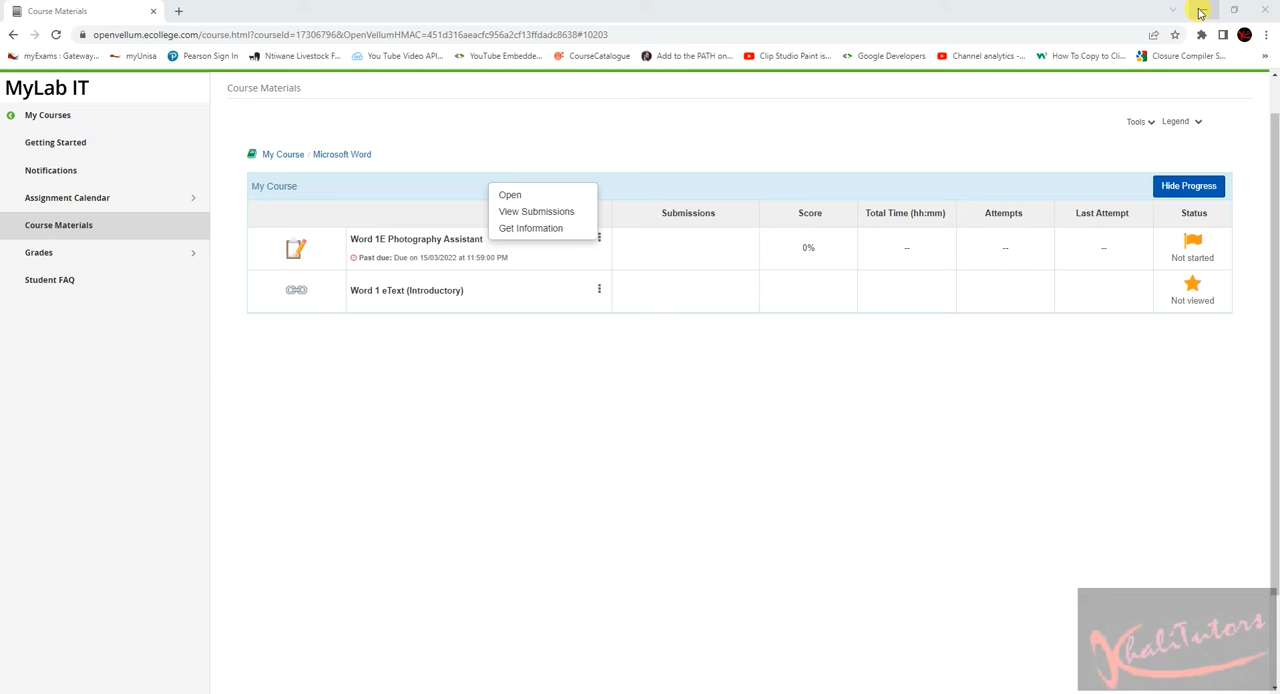 Course Materials
openvellum.ecollege.com/course.html?courseId=17306796&OpenVellumHMAC=451d316aeacfc956a2cf13ffdadc8638#10203
myExams : Gateway... myUnisa Pearson Sign In Ntiwane Livestock F... You Tube Video API... YouTube Embedde... CourseCatalogue Add to the PATH on... Clip Studio Paint is... Google Developers Channel analytics -... How To Copy to Cli... Closure Compiler S... »
MyLab IT
My Courses
Getting Started
Notifications
Assignment Calendar
Course Materials
Grades
Student FAQ
Course Materials
Tools Legend
My Course / Microsoft Word
My Course
Hide Progress
Open
View Submissions
Get Information
Submissions Score Total Time (hh:mm) Attempts Last Attempt Status
Word 1E Photography Assistant
Past due: Due on 15/03/2022 at 11:59:00 PM
0% -- -- -- Not started
Word 1 eText (Introductory)
Not viewed
KhaliTutors